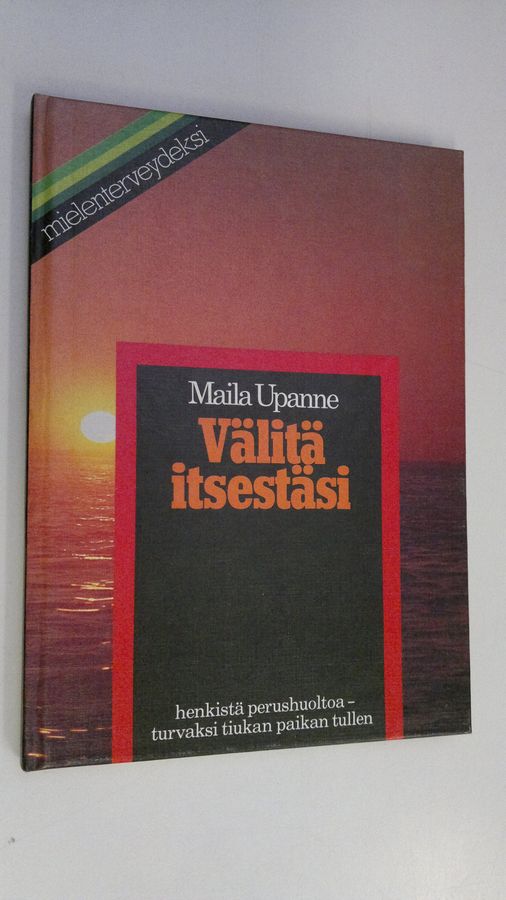 mielenterveydeksi
Maila Upanne
Välitä
itsestäsi
henkistä perushuoltoa –
turvaksi tiukan paikan tullen